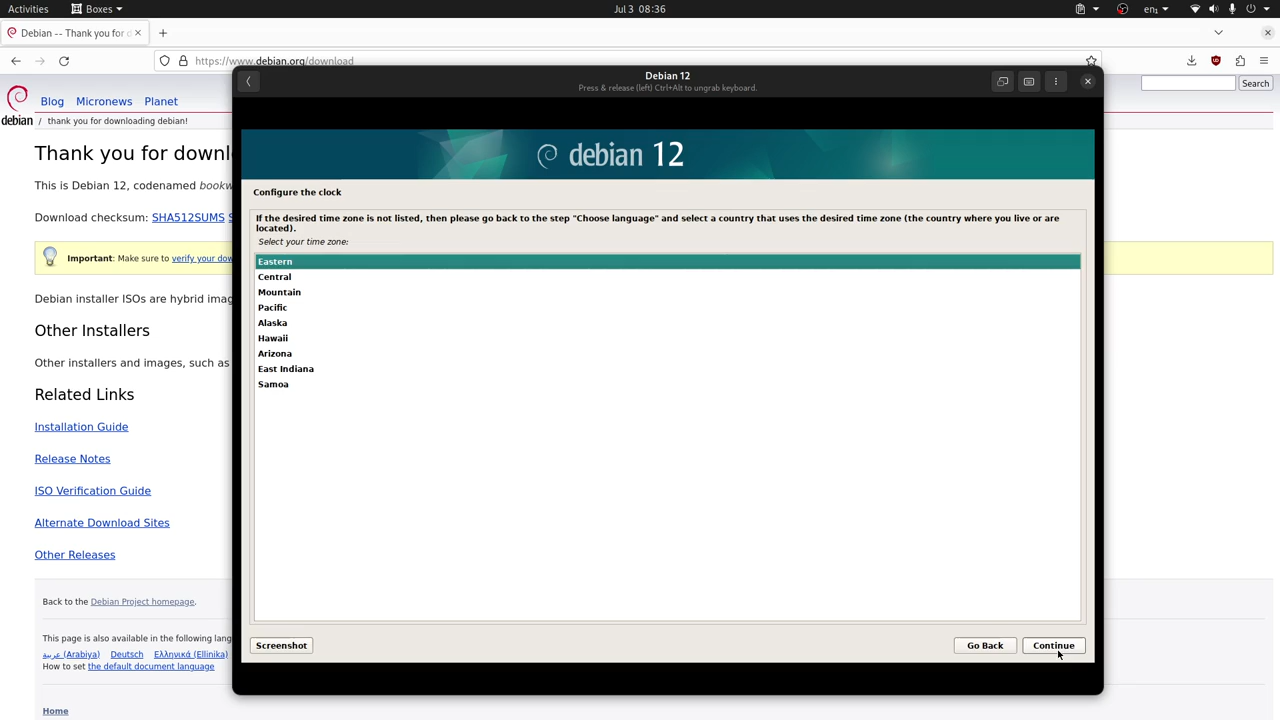 Activities
Boxes
Jul 3 08:36
en₁
Debian -- Thank you for d
https://www.debian.org/download
Debian 12
Press & release (left) Ctrl+Alt to ungrab keyboard.
debian
Blog Micronews Planet
Search
/ thank you for downloading debian!
debian 12
Thank you for downl
This is Debian 12, codenamed bookw
Download checksum: SHA512SUMS S
Important: Make sure to verify your dow
Debian installer ISOs are hybrid imag
Other Installers
Other installers and images, such as
Related Links
Installation Guide
Release Notes
ISO Verification Guide
Alternate Download Sites
Other Releases
Back to the Debian Project homepage.
This page is also available in the following lang
عربية (Arabiya) Deutsch Ελληνικά (Ellinika)
How to set the default document language
Home
Configure the clock
If the desired time zone is not listed, then please go back to the step "Choose language" and select a country that uses the desired time zone (the country where you live or are
located).
Select your time zone:
Eastern
Central
Mountain
Pacific
Alaska
Hawaii
Arizona
East Indiana
Samoa
Screenshot
Go Back
Continue